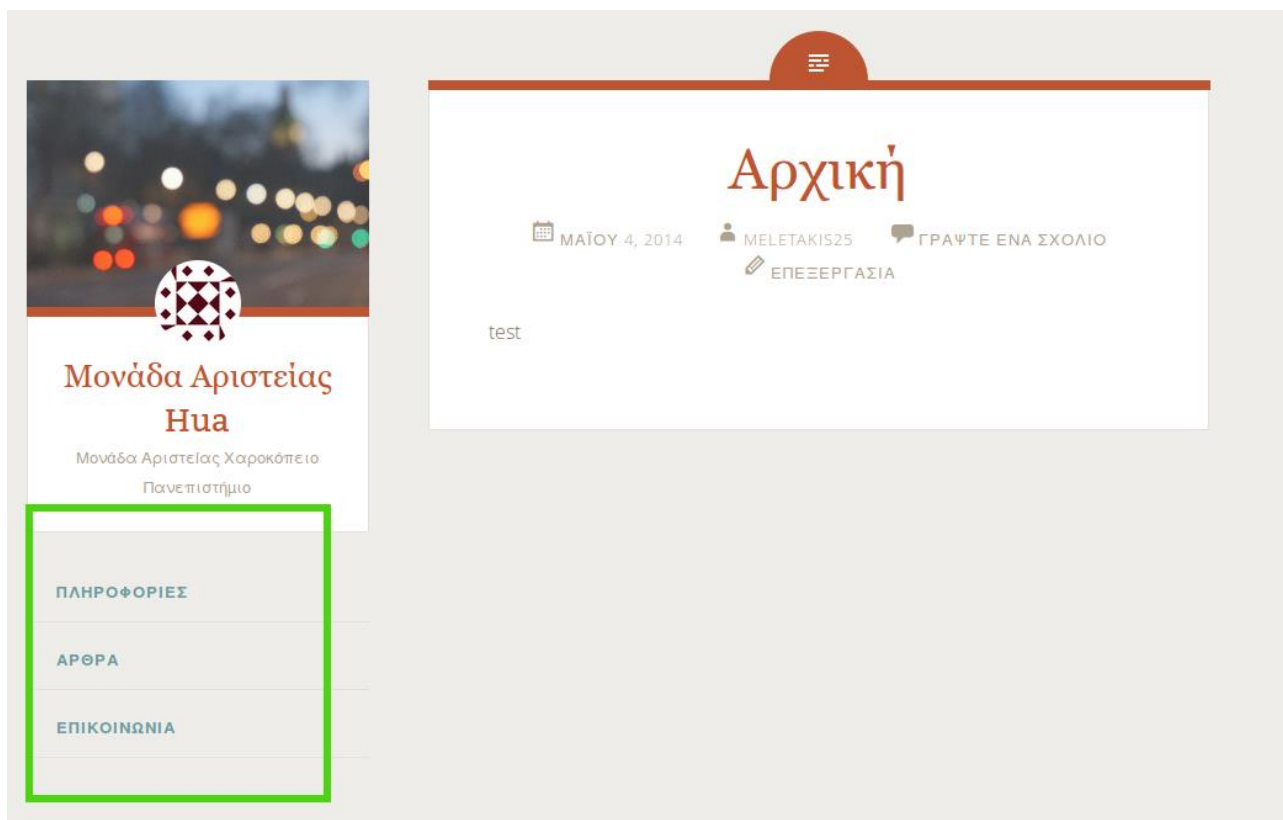 Μονάδα Αριστείας
Hua
Μονάδα Αριστείας Χαροκόπειο
Πανεπιστήμιο
ΠΛΗΡΟΦΟΡΙΕΣ
ΑΡΘΡΑ
ΕΠΙΚΟΙΝΩΝΙΑ
Αρχική
ΜΑΪΟΥ 4, 2014 MELETAKIS25 ΓΡΑΨΤΕ ΕΝΑ ΣΧΟΛΙΟ
ΕΠΕΞΕΡΓΑΣΙΑ
test